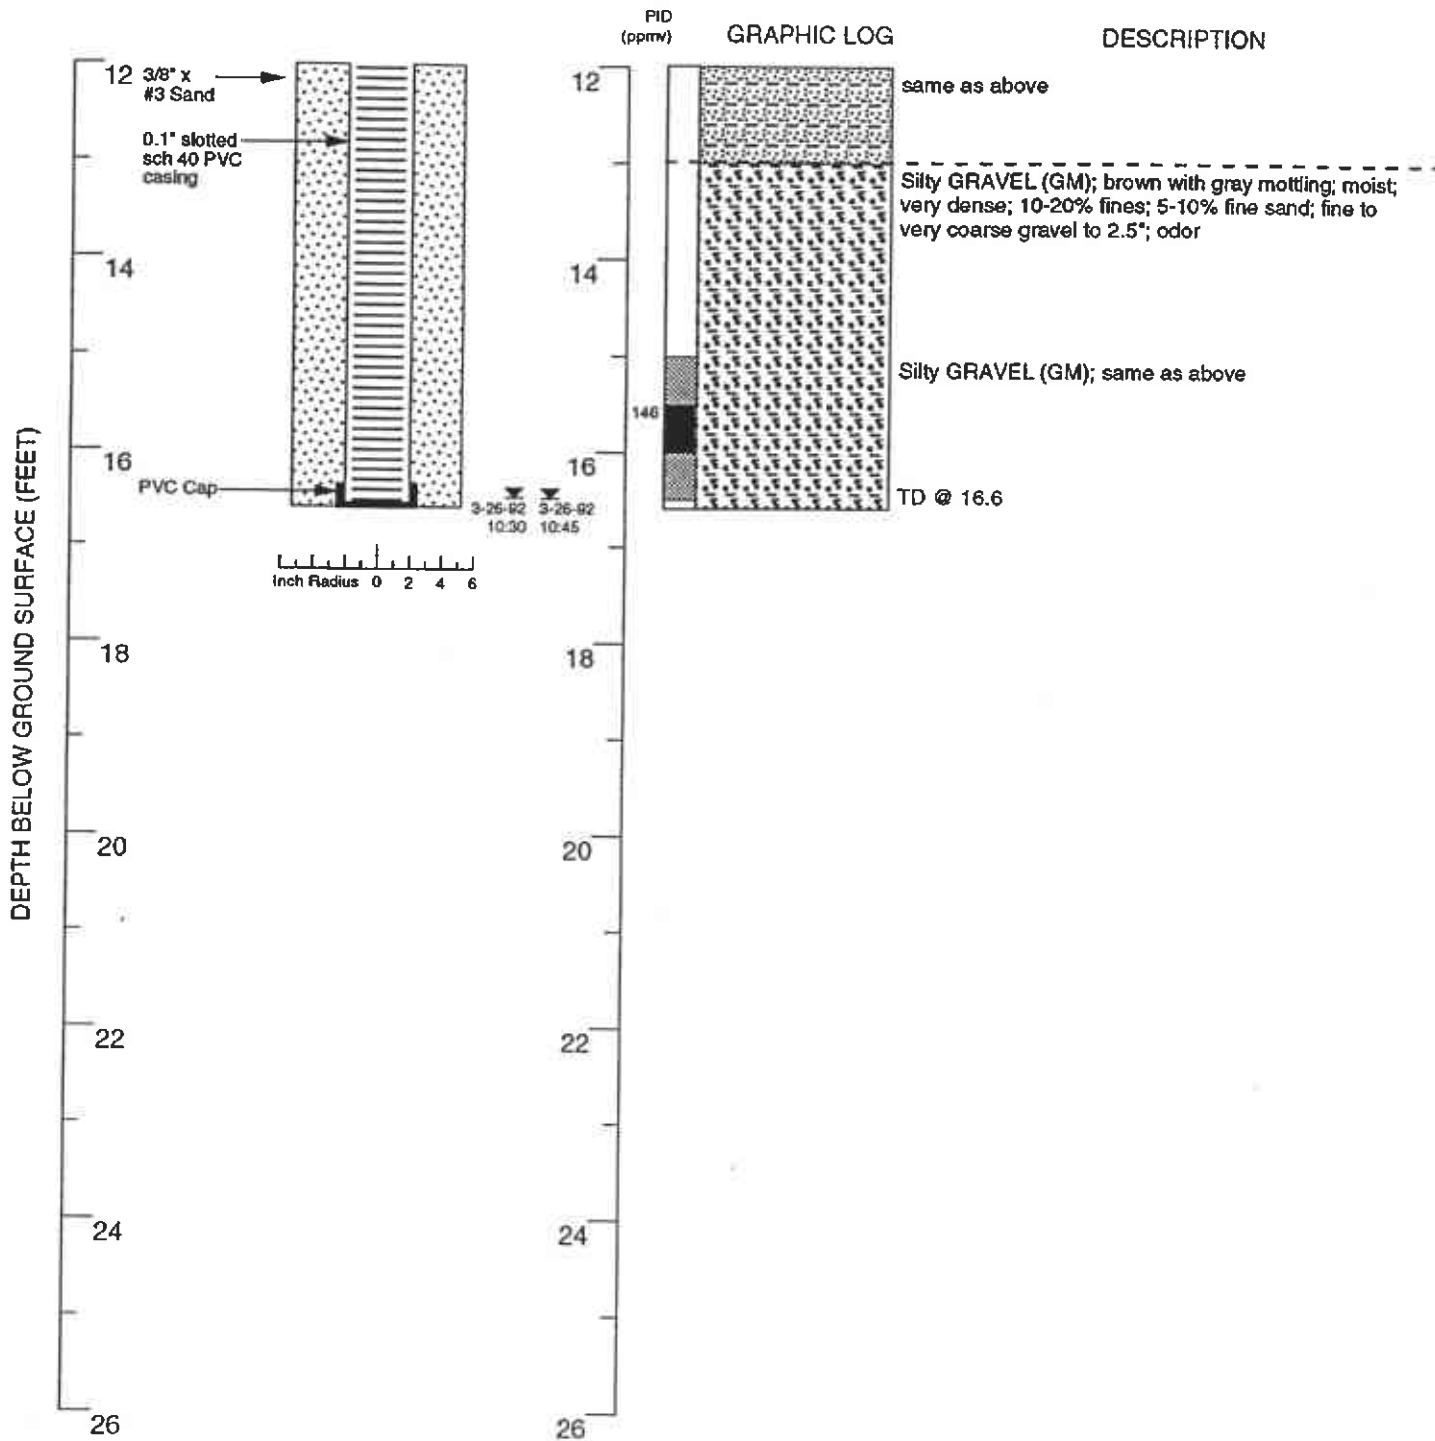 PID
(ppmv)
GRAPHIC LOG
DESCRIPTION
12
3/8" x
#3 Sand
0.1" slotted
sch 40 PVC
casing
14
16
PVC Cap
3-26-92 3-26-92
10:30 10:45
Inch Radius 0 2 4 6
18
20
22
24
26
DEPTH BELOW GROUND SURFACE (FEET)
12
14
146
16
18
20
22
24
26
same as above
Silty GRAVEL (GM); brown with gray mottling; moist;
very dense; 10-20% fines; 5-10% fine sand; fine to
very coarse gravel to 2.5"; odor
Silty GRAVEL (GM); same as above
TD @ 16.6